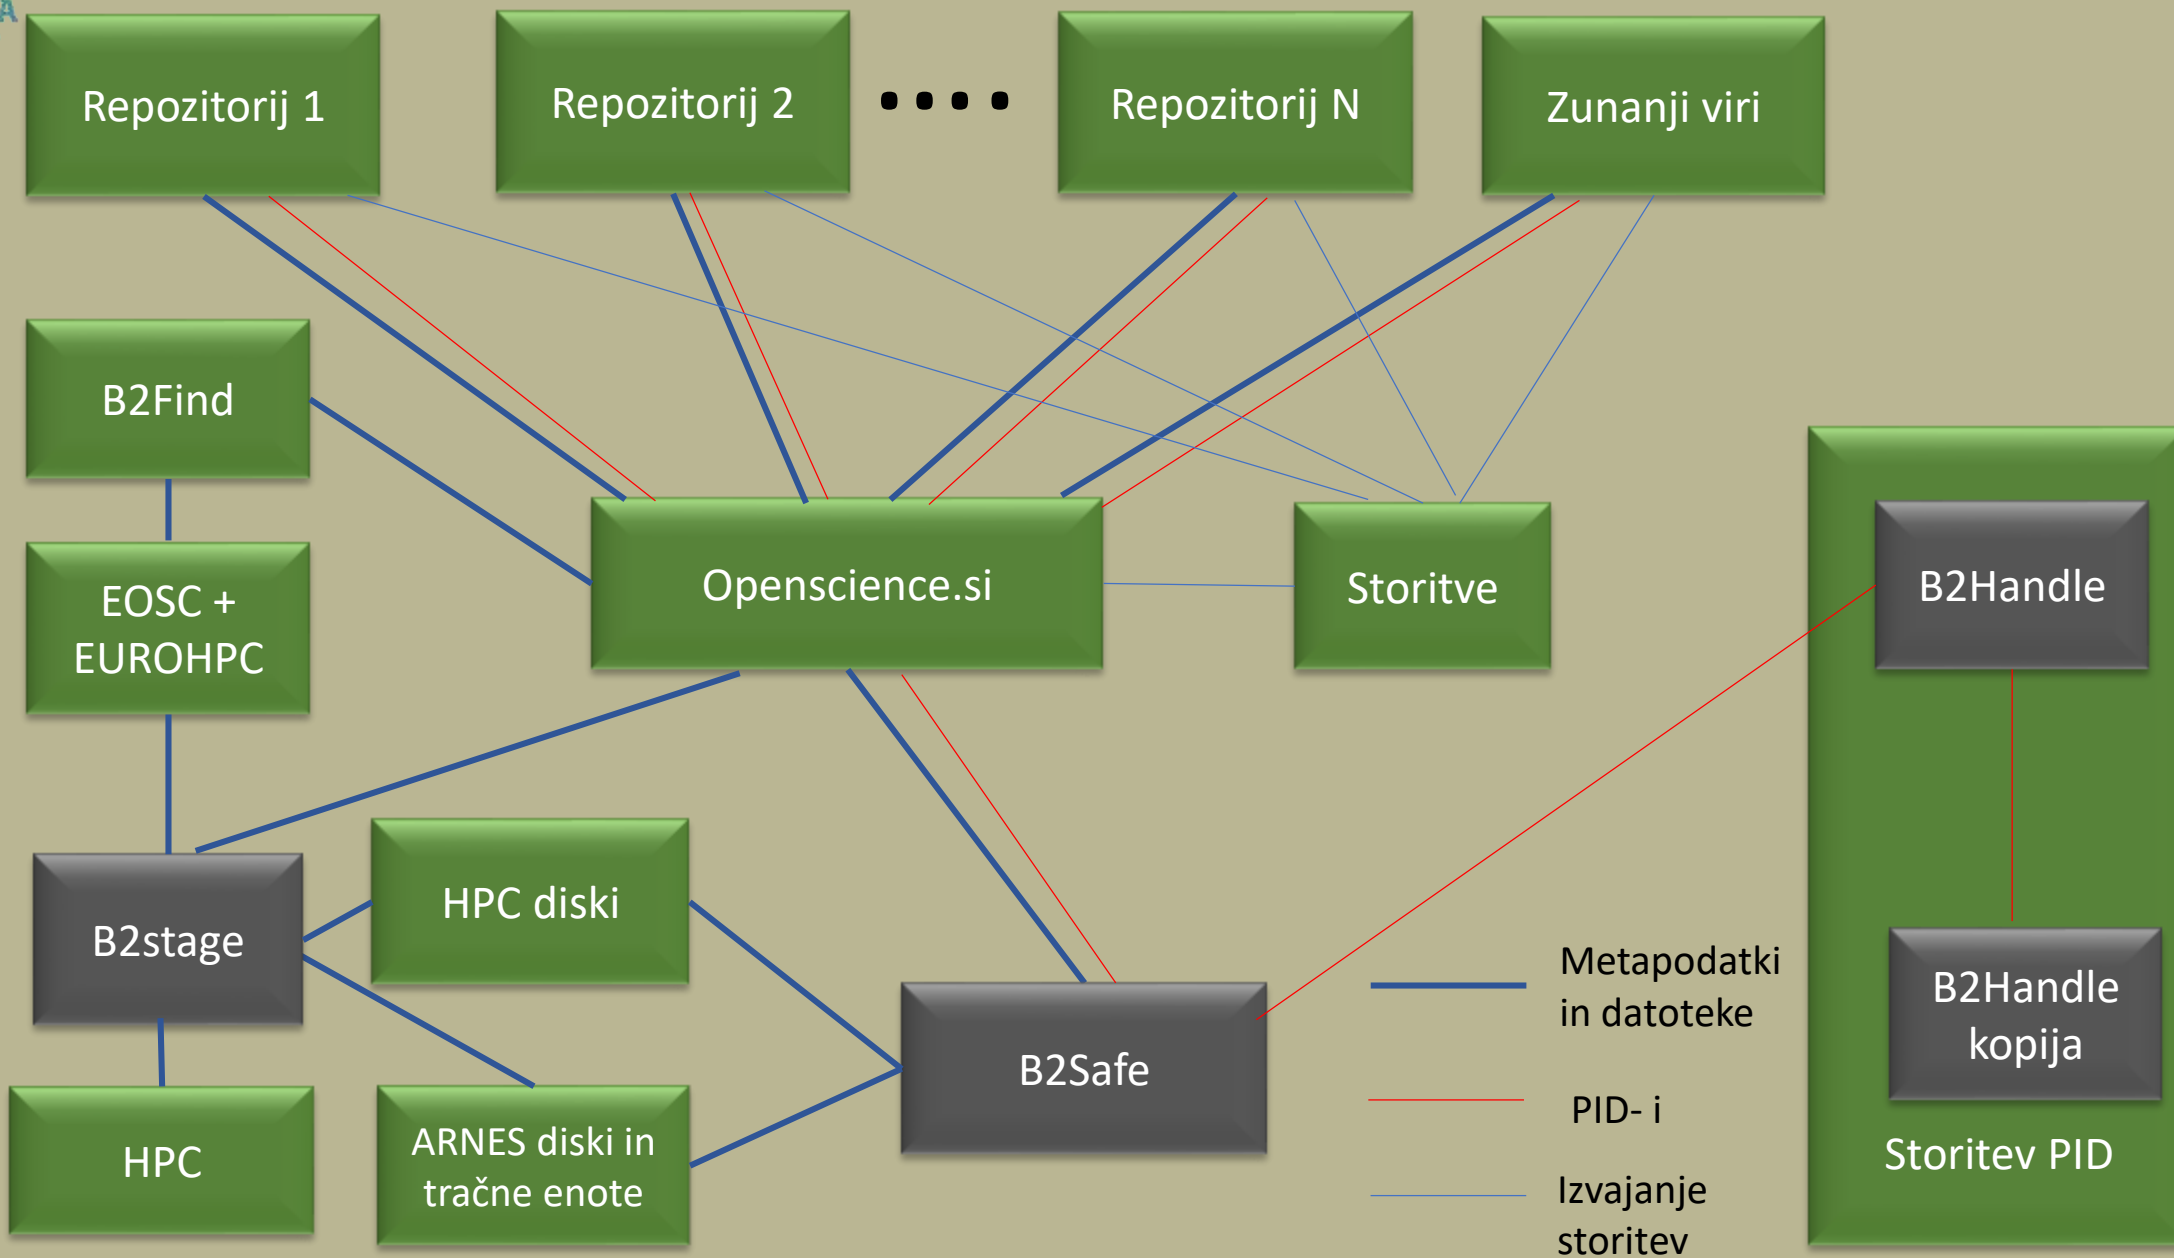 A
Repozitorij 1
Repozitorij 2
Repozitorij N
Zunanji viri
B2Find
EOSC +
EUROHPC
Openscience.si
Storitve
B2Handle
B2stage
HPC diski
B2Safe
HPC
ARNES diski in
tračne enote
Metapodatki
in datoteke
PID- i
Izvajanje
storitev
B2Handle
kopija
Storitev PID